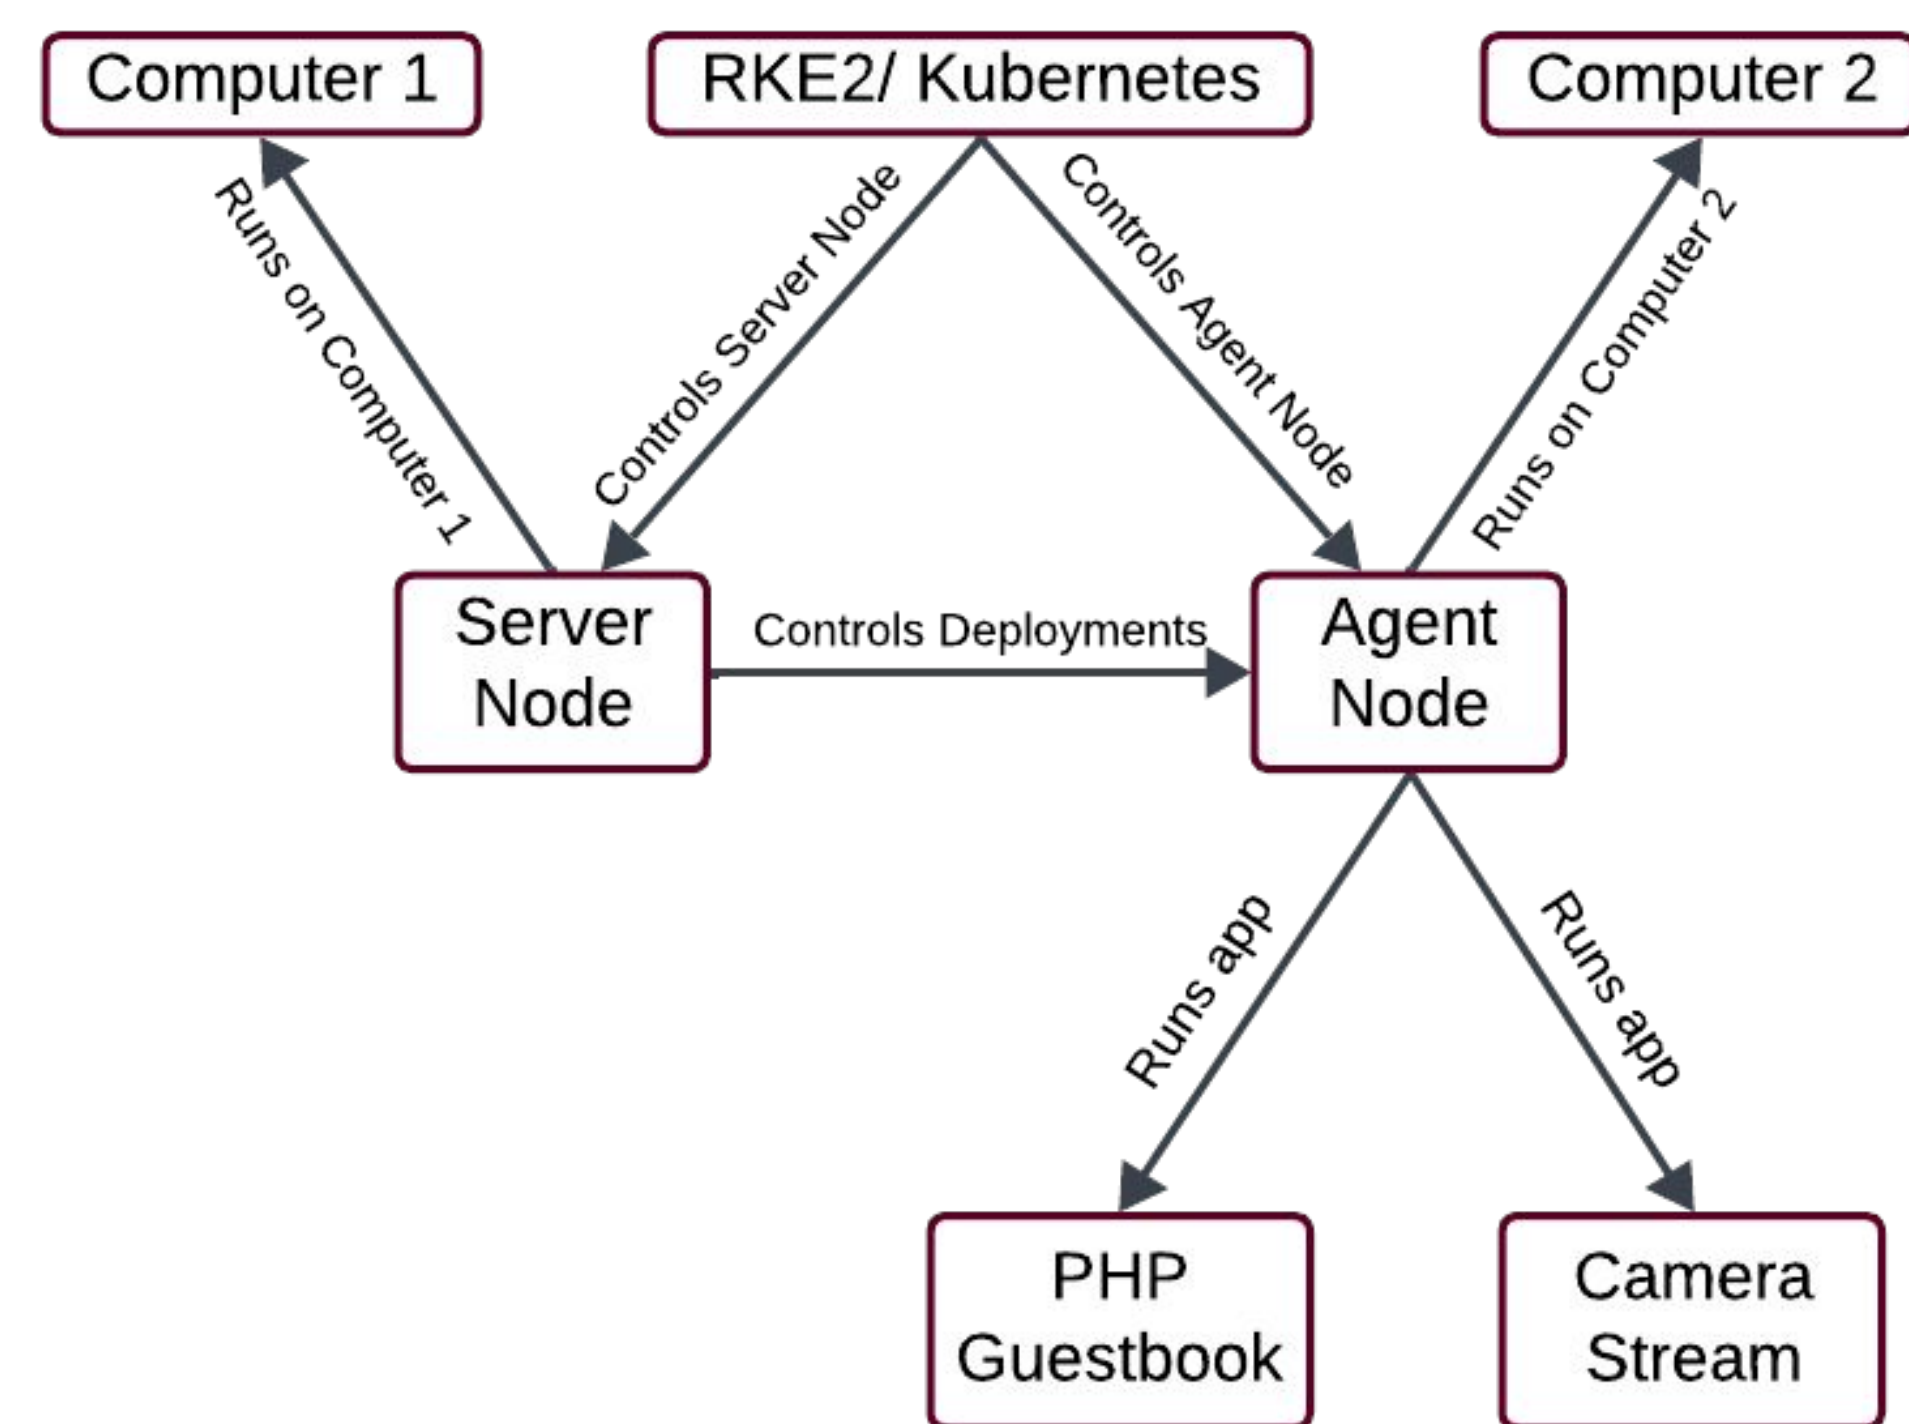 Computer 1
RKE2/ Kubernetes
Computer 2
Runs on Computer 1
Controls Server Node
Controls Agent Node
Runs on Computer 2
Server
Node
Controls Deployments
Agent
Node
Runs app
Runs app
PHP
Guestbook
Camera
Stream